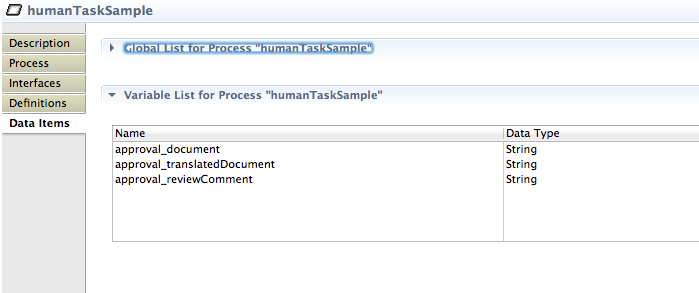 humanTaskSample
Description
Process
Interfaces
Definitions
Data Items
Global List for Process "humanTaskSample"
Variable List for Process "humanTaskSample"
Name Data Type
approval_document String
approval_translatedDocument String
approval_reviewComment String